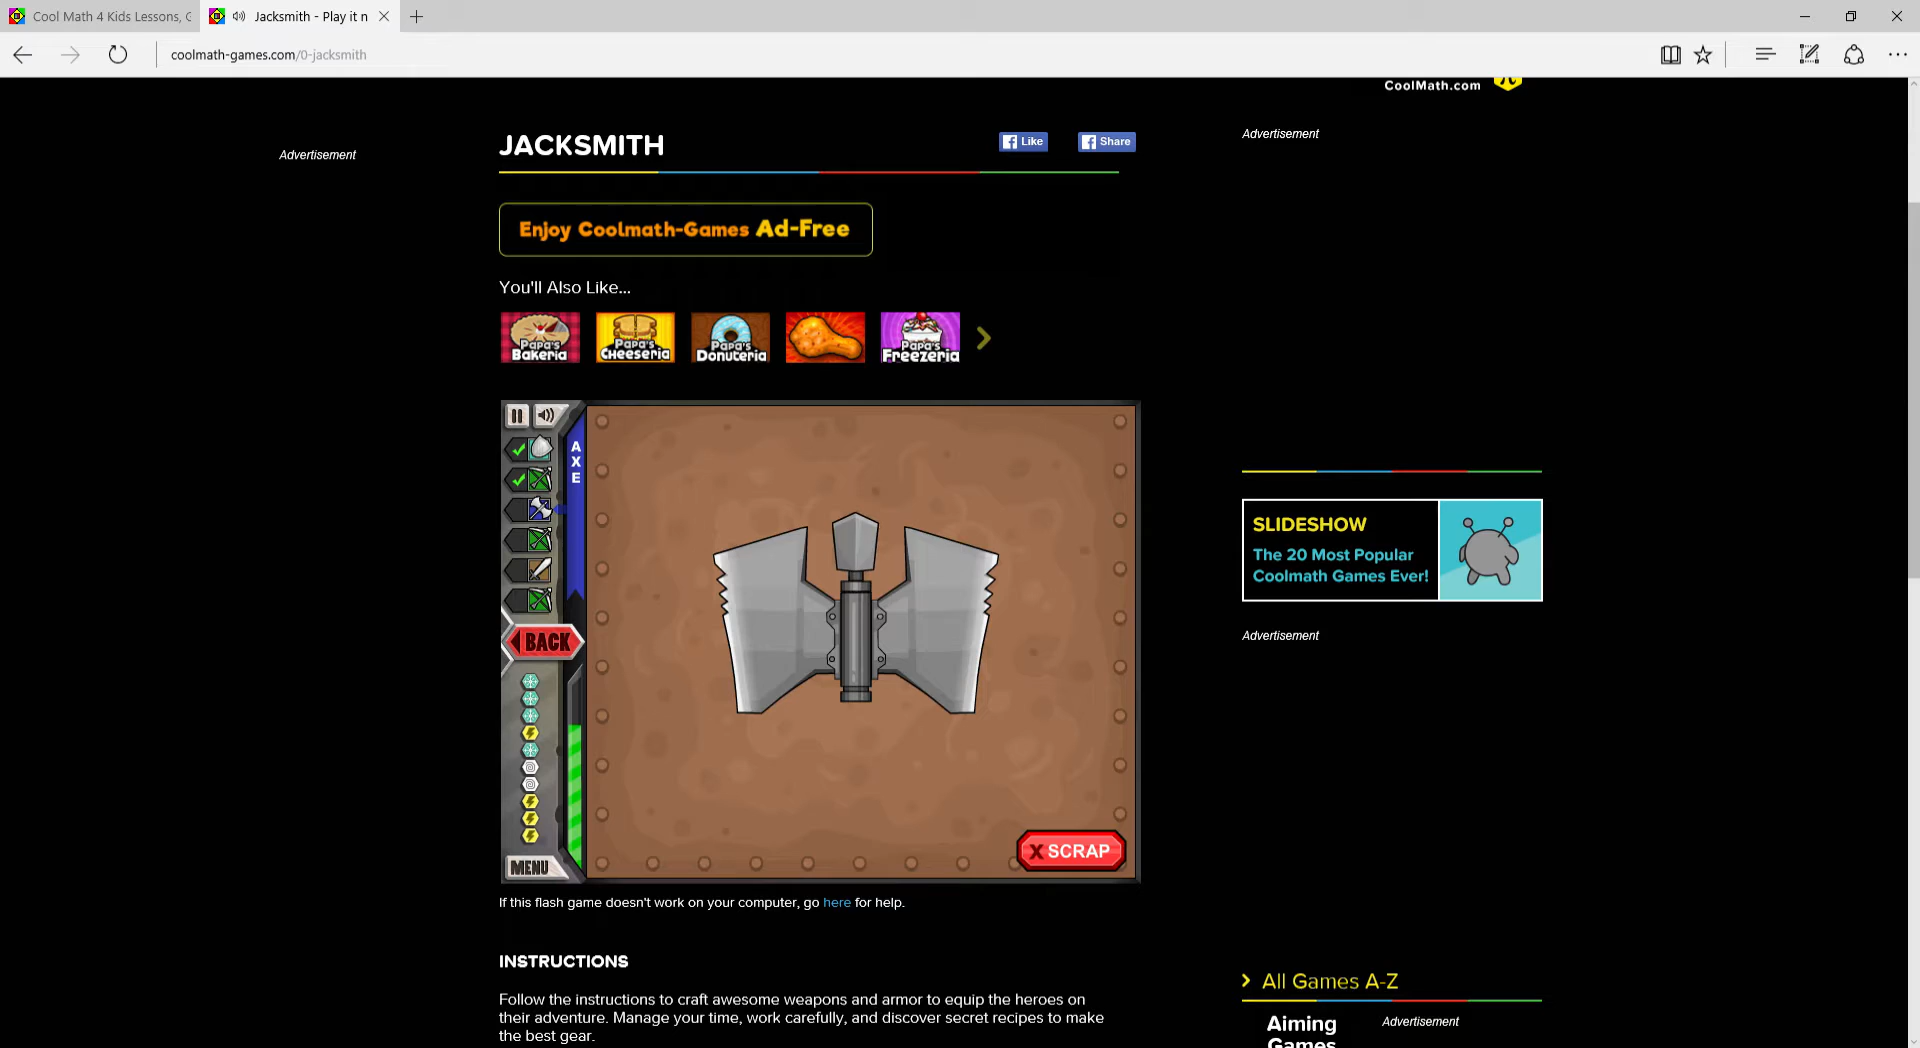 Cool Math 4 Kids Lessons, G
Jacksmith - Play it n
coolmath-games.com/0-jacksmith
CoolMath.com
Advertisement
JACKSMITH
Like
Share
Advertisement
Enjoy Coolmath-Games Ad-Free
You'll Also Like...
Papa's Bakeria
Papa's Cheeseria
Papa's Donuteria
Papa's Freezeria
AXE
BACK
MENU
X SCRAP
SLIDESHOW
The 20 Most Popular
Coolmath Games Ever!
Advertisement
If this flash game doesn't work on your computer, go here for help.
INSTRUCTIONS
Follow the instructions to craft awesome weapons and armor to equip the heroes on
their adventure. Manage your time, work carefully, and discover secret recipes to make
the best gear.
All Games A-Z
Aiming
Games
Advertisement